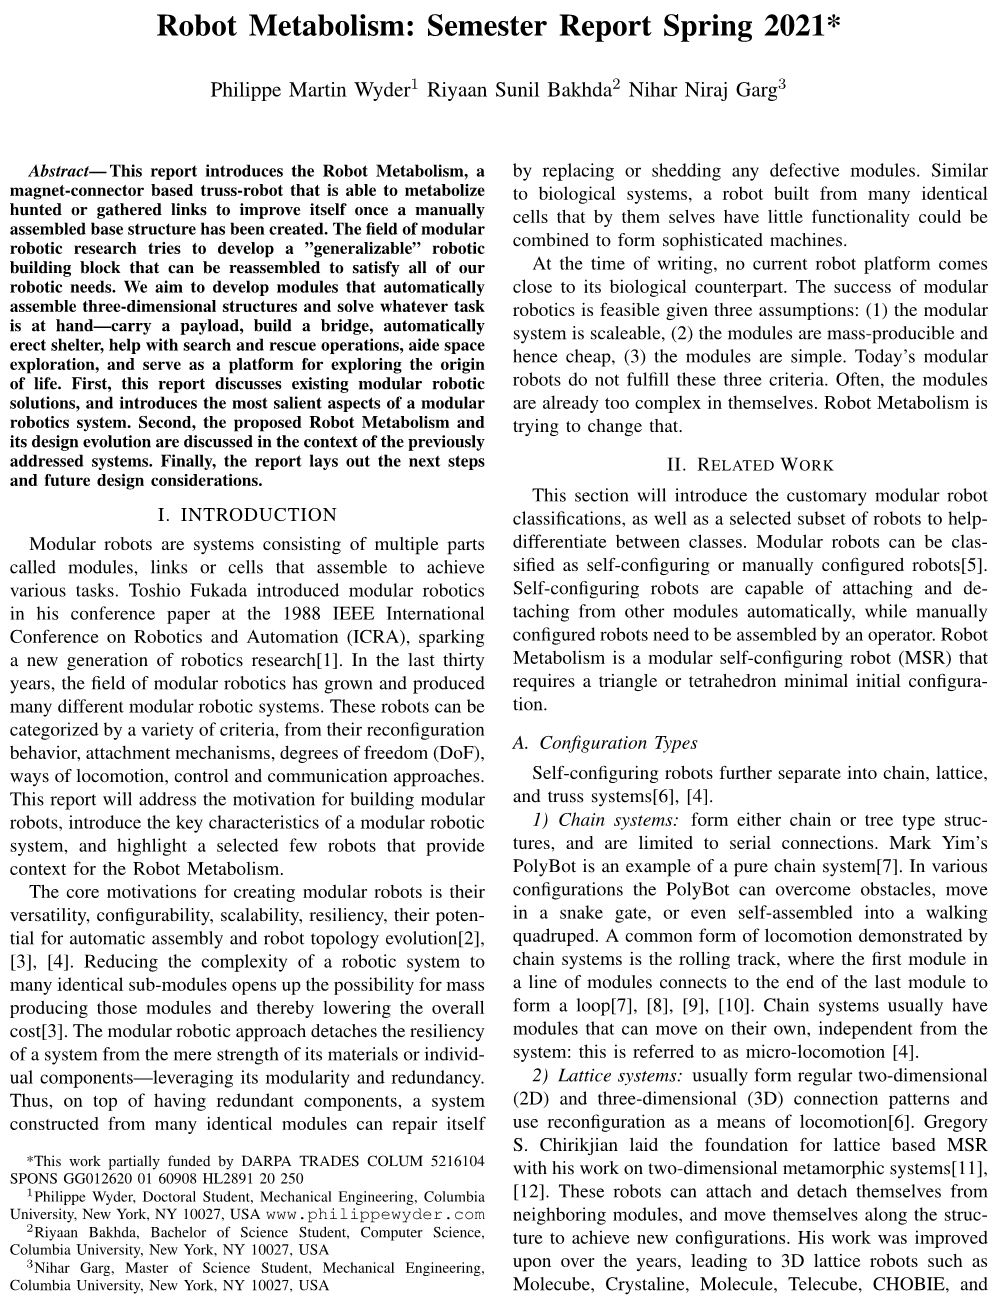 Robot Metabolism: Semester Report Spring 2021*
Philippe Martin Wyder1 Riyaan Sunil Bakhda2 Nihar Niraj Garg3
Abstract— This report introduces the Robot Metabolism, a
magnet-connector based truss-robot that is able to metabolize
hunted or gathered links to improve itself once a manually
assembled base structure has been created. The field of modular
robotic research tries to develop a ”generalizable” robotic
building block that can be reassembled to satisfy all of our
robotic needs. We aim to develop modules that automatically
assemble three-dimensional structures and solve whatever task
is at hand—carry a payload, build a bridge, automatically
erect shelter, help with search and rescue operations, aide space
exploration, and serve as a platform for exploring the origin
of life. First, this report discusses existing modular robotic
solutions, and introduces the most salient aspects of a modular
robotics system. Second, the proposed Robot Metabolism and
its design evolution are discussed in the context of the previously
addressed systems. Finally, the report lays out the next steps
and future design considerations.
I. INTRODUCTION
Modular robots are systems consisting of multiple parts
called modules, links or cells that assemble to achieve
various tasks. Toshio Fukada introduced modular robotics
in his conference paper at the 1988 IEEE International
Conference on Robotics and Automation (ICRA), sparking
a new generation of robotics research[1]. In the last thirty
years, the field of modular robotics has grown and produced
many different modular robotic systems. These robots can be
categorized by a variety of criteria, from their reconfiguration
behavior, attachment mechanisms, degrees of freedom (DoF),
ways of locomotion, control and communication approaches.
This report will address the motivation for building modular
robots, introduce the key characteristics of a modular robotic
system, and highlight a selected few robots that provide
context for the Robot Metabolism.
The core motivations for creating modular robots is their
versatility, configurability, scalability, resiliency, their poten-
tial for automatic assembly and robot topology evolution[2],
[3], [4]. Reducing the complexity of a robotic system to
many identical sub-modules opens up the possibility for mass
producing those modules and thereby lowering the overall
cost[3]. The modular robotic approach detaches the resiliency
of a system from the mere strength of its materials or individ-
ual components—leveraging its modularity and redundancy.
Thus, on top of having redundant components, a system
constructed from many identical modules can repair itself
*This work partially funded by DARPA TRADES COLUM 5216104
SPONS GG012620 01 60908 HL2891 20 250
1Philippe Wyder, Doctoral Student, Mechanical Engineering, Columbia
University, New York, NY 10027, USA www.philippewyder.com
2Riyaan Bakhda, Bachelor of Science Student, Computer Science,
Columbia University, New York, NY 10027, USA
3Nihar Garg, Master of Science Student, Mechanical Engineering,
Columbia University, New York, NY 10027, USA
by replacing or shedding any defective modules. Similar
to biological systems, a robot built from many identical
cells that by them selves have little functionality could be
combined to form sophisticated machines.
At the time of writing, no current robot platform comes
close to its biological counterpart. The success of modular
robotics is feasible given three assumptions: (1) the modular
system is scaleable, (2) the modules are mass-producible and
hence cheap, (3) the modules are simple. Today’s modular
robots do not fulfill these three criteria. Often, the modules
are already too complex in themselves. Robot Metabolism is
trying to change that.
II. RELATED WORK
This section will introduce the customary modular robot
classifications, as well as a selected subset of robots to help-
differentiate between classes. Modular robots can be clas-
sified as self-configuring or manually configured robots[5].
Self-configuring robots are capable of attaching and de-
taching from other modules automatically, while manually
configured robots need to be assembled by an operator. Robot
Metabolism is a modular self-configuring robot (MSR) that
requires a triangle or tetrahedron minimal initial configura-
tion.
A. Configuration Types
Self-configuring robots further separate into chain, lattice,
and truss systems[6], [4].
1) Chain systems: form either chain or tree type struc-
tures, and are limited to serial connections. Mark Yim’s
PolyBot is an example of a pure chain system[7]. In various
configurations the PolyBot can overcome obstacles, move
in a snake gate, or even self-assembled into a walking
quadruped. A common form of locomotion demonstrated by
chain systems is the rolling track, where the first module in
a line of modules connects to the end of the last module to
form a loop[7], [8], [9], [10]. Chain systems usually have
modules that can move on their own, independent from the
system: this is referred to as micro-locomotion [4].
2) Lattice systems: usually form regular two-dimensional
(2D) and three-dimensional (3D) connection patterns and
use reconfiguration as a means of locomotion[6]. Gregory
S. Chirikjian laid the foundation for lattice based MSR
with his work on two-dimensional metamorphic systems[11],
[12]. These robots can attach and detach themselves from
neighboring modules, and move themselves along the struc-
ture to achieve new configurations. His work was improved
upon over the years, leading to 3D lattice robots such as
Molecube, Crystaline, Molecule, Telecube, CHOBIE, and